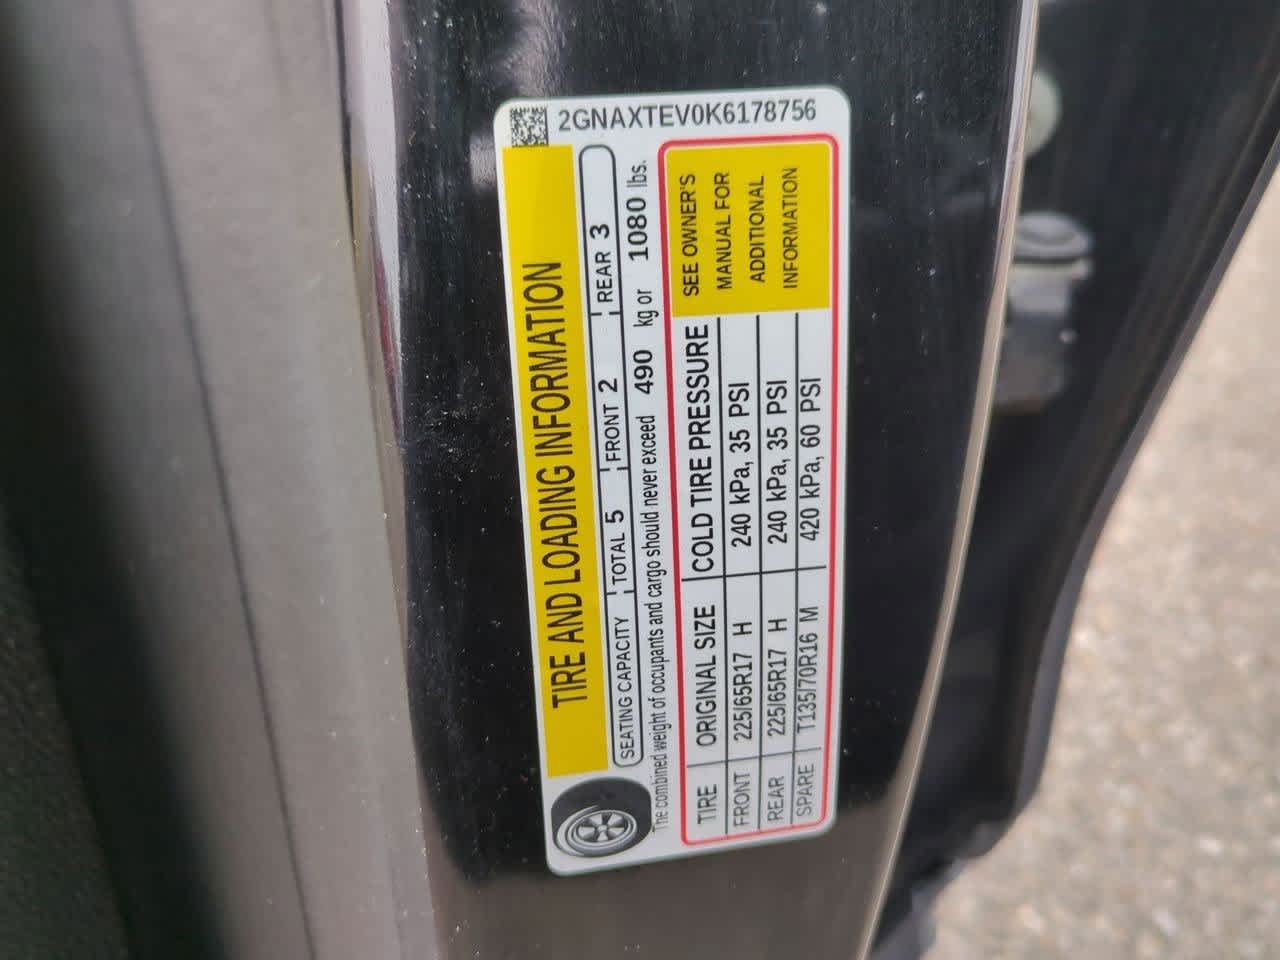 2GNAXTEV0K6178756
TIRE AND LOADING INFORMATION
SEATING CAPACITY TOTAL 5 FRONT 2 REAR 3
The combined weight of occupants and cargo should never exceed 490 kg or 1080 lbs.
TIRE ORIGINAL SIZE COLD TIRE PRESSURE
FRONT 225/65R17 H 240 kPa, 35 PSI
REAR 225/65R17 H 240 kPa, 35 PSI
SPARE T135/70R16 M 420 kPa, 60 PSI
SEE OWNER'S
MANUAL FOR
ADDITIONAL
INFORMATION